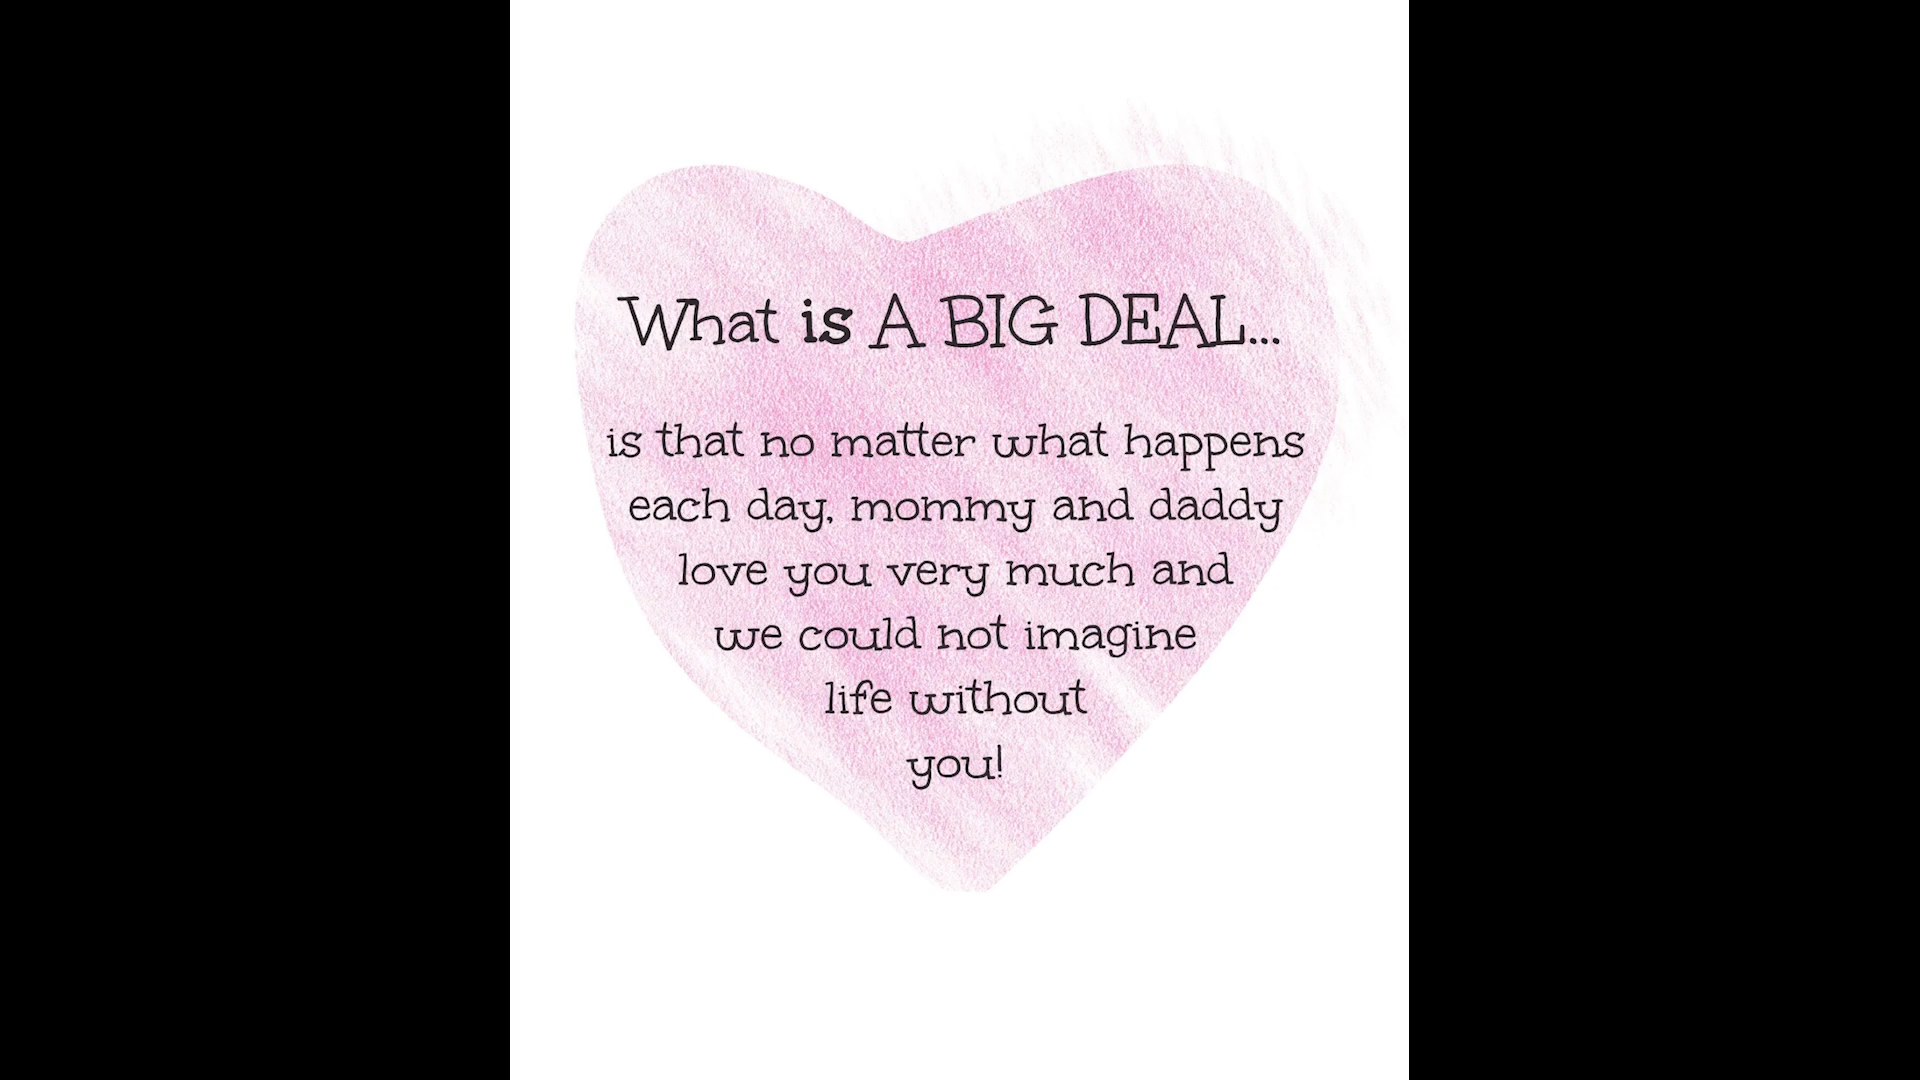 What is A BIG DEAL...
is that no matter what happens
each day, mommy and daddy
love you very much and
we could not imagine
life without
you!